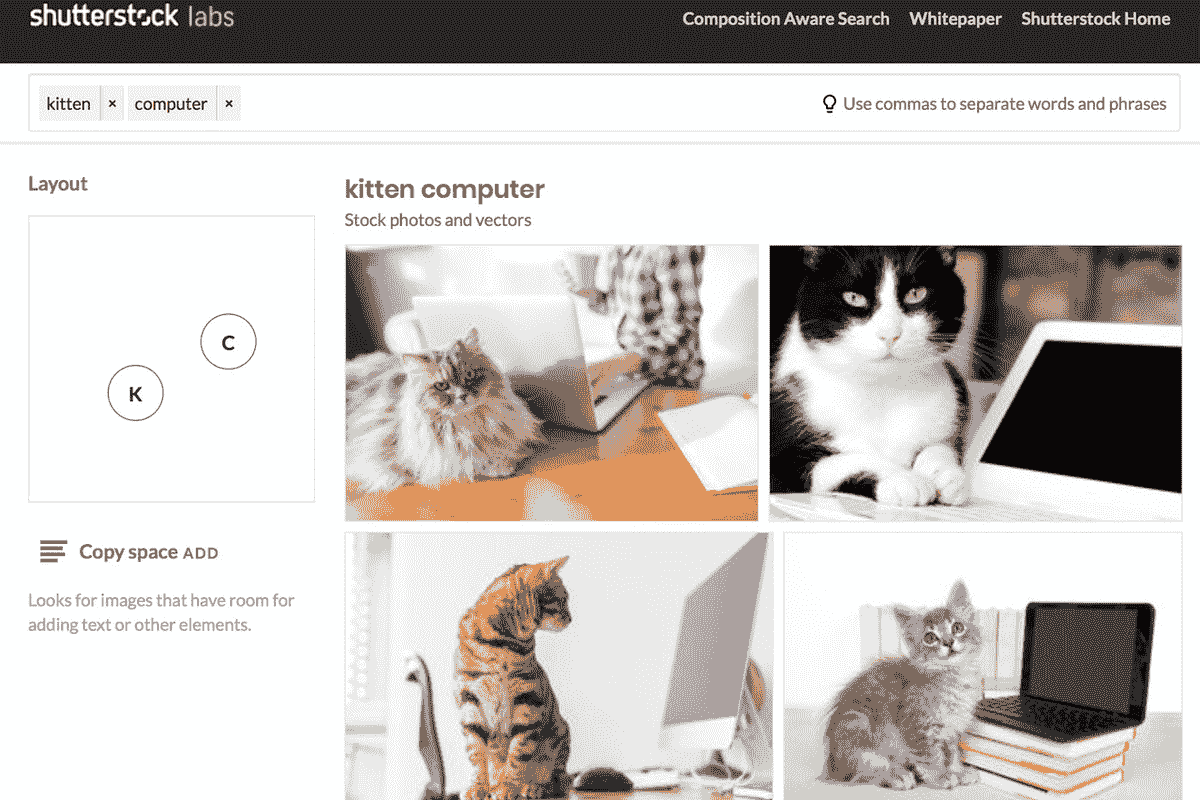 shutterstock labs
Composition Aware Search Whitepaper Shutterstock Home
kitten × computer ×
Use commas to separate words and phrases
Layout
C
K
Copy space ADD
Looks for images that have room for
adding text or other elements.
kitten computer
Stock photos and vectors